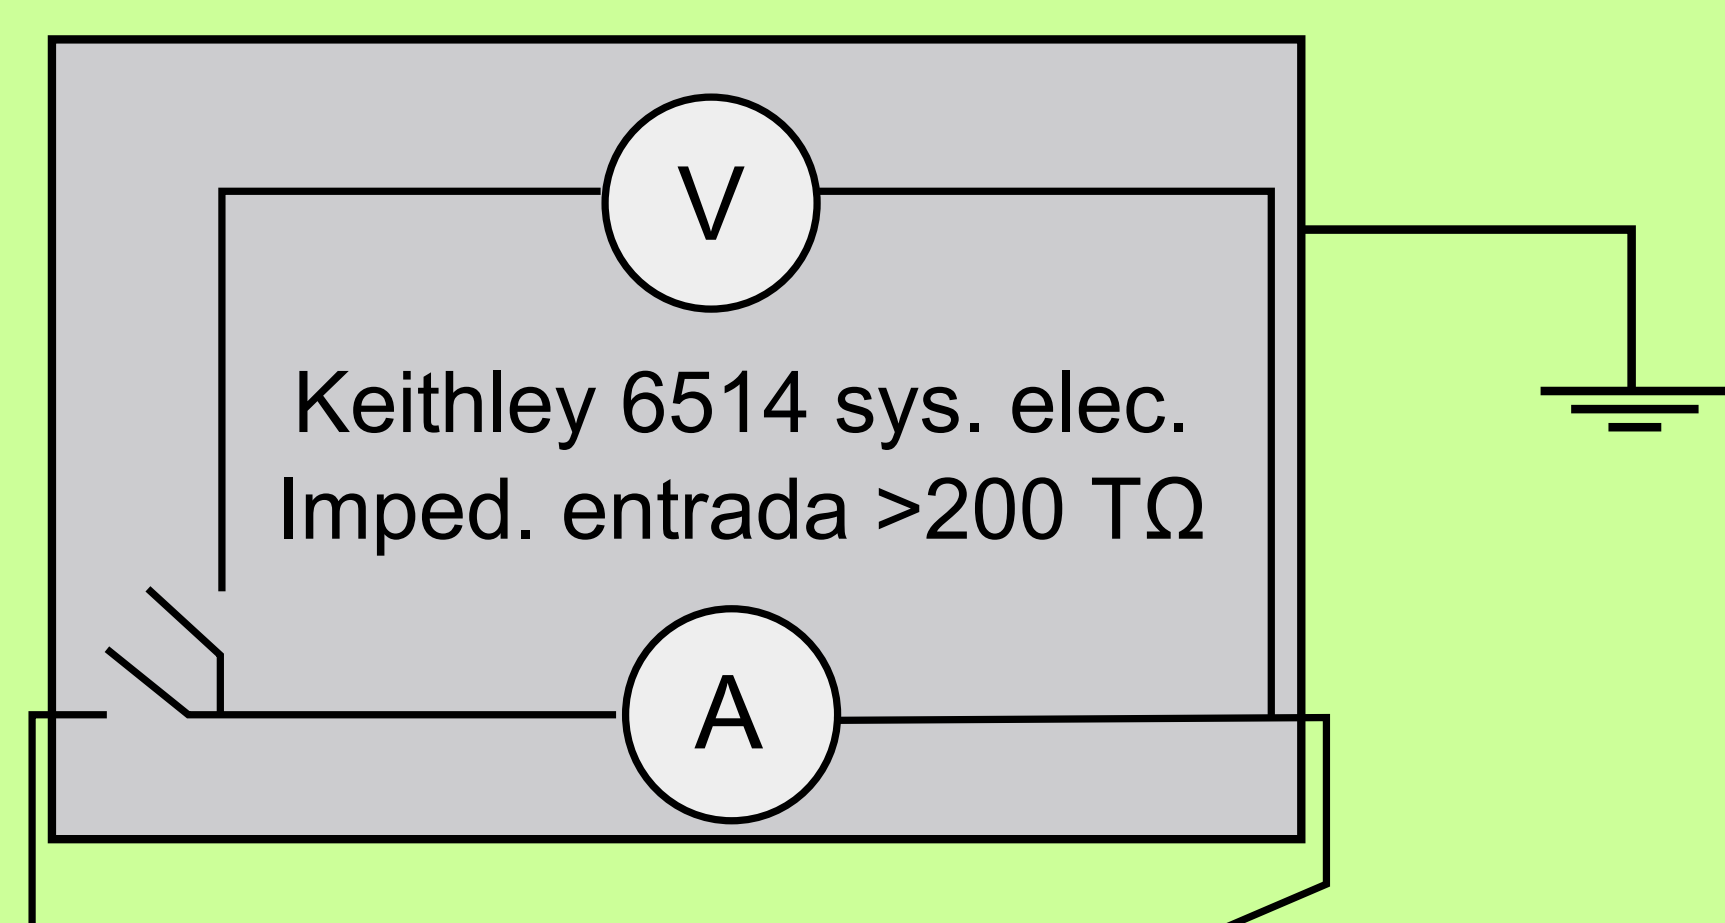 V
Keithley 6514 sys. elec.
Imped. entrada >200 TΩ
A